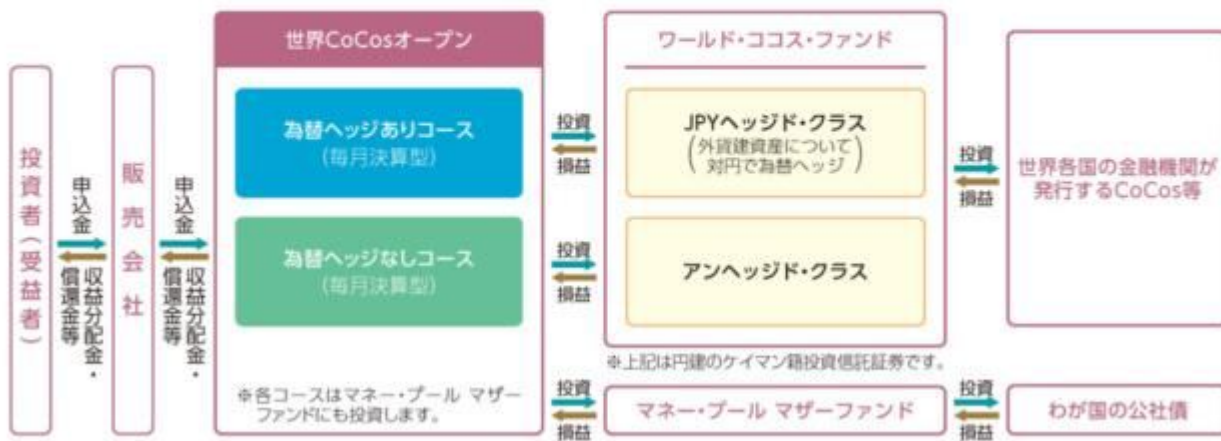 投資者(受益者)
申込金
収益分配金・
償還金等
販売会社
申込金
収益分配金・
償還金等
世界CoCosオープン
為替ヘッジありコース
(毎月決算型)
為替ヘッジなしコース
(毎月決算型)
※各コースはマネー・プール マザー
ファンドにも投資します。
投資
損益
投資
損益
投資
損益
ワールド・ココス・ファンド
JPYヘッジド・クラス
(外貨建資産について
対円で為替ヘッジ)
アンヘッジド・クラス
※上記は円建のケイマン籍投資信託証券です。
マネー・プール マザーファンド
投資
損益
投資
損益
世界各国の金融機関が
発行するCoCos等
わが国の公社債